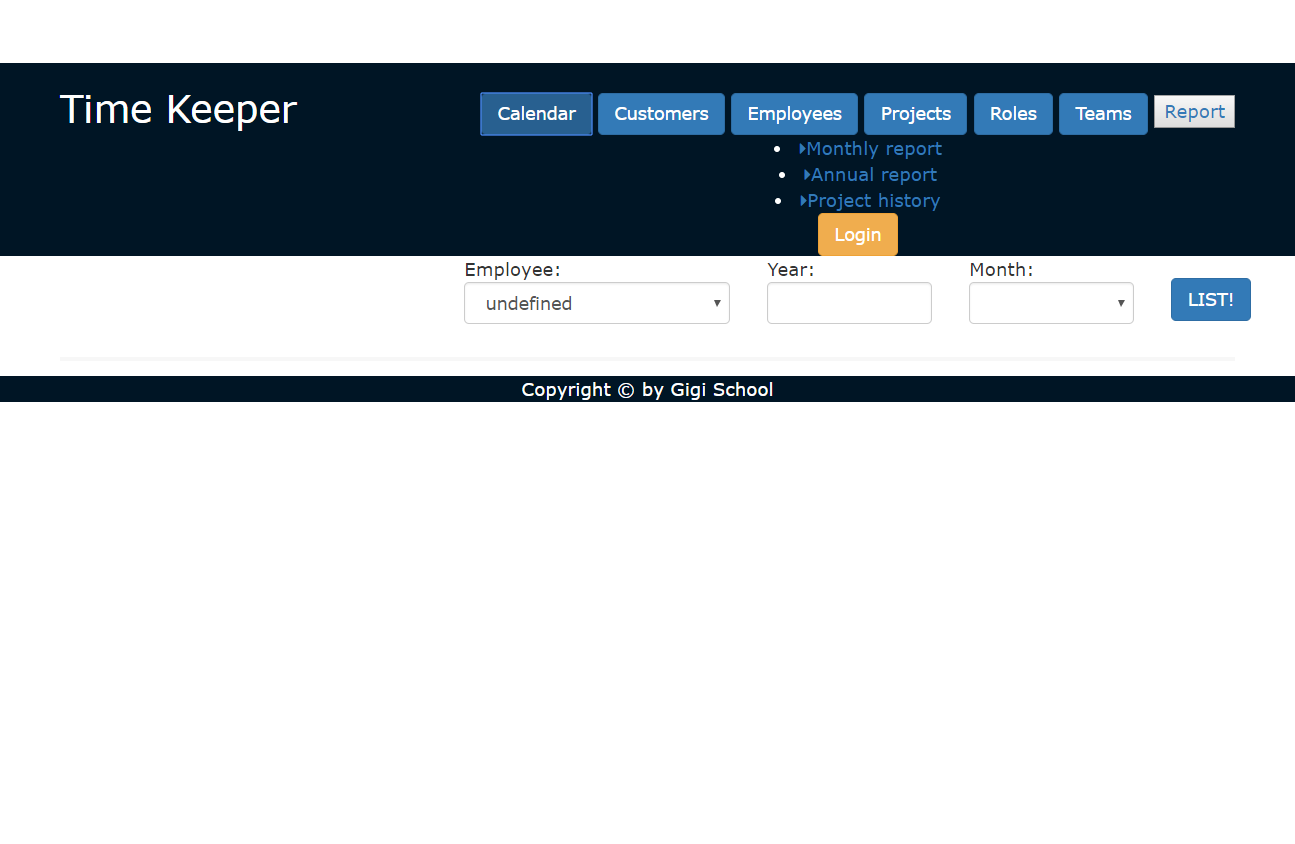 Time Keeper
Calendar Customers Employees Projects Roles Teams Report
Monthly report
Annual report
Project history
Login
Employee: Year: Month:
undefined LIST!
Copyright © by Gigi School